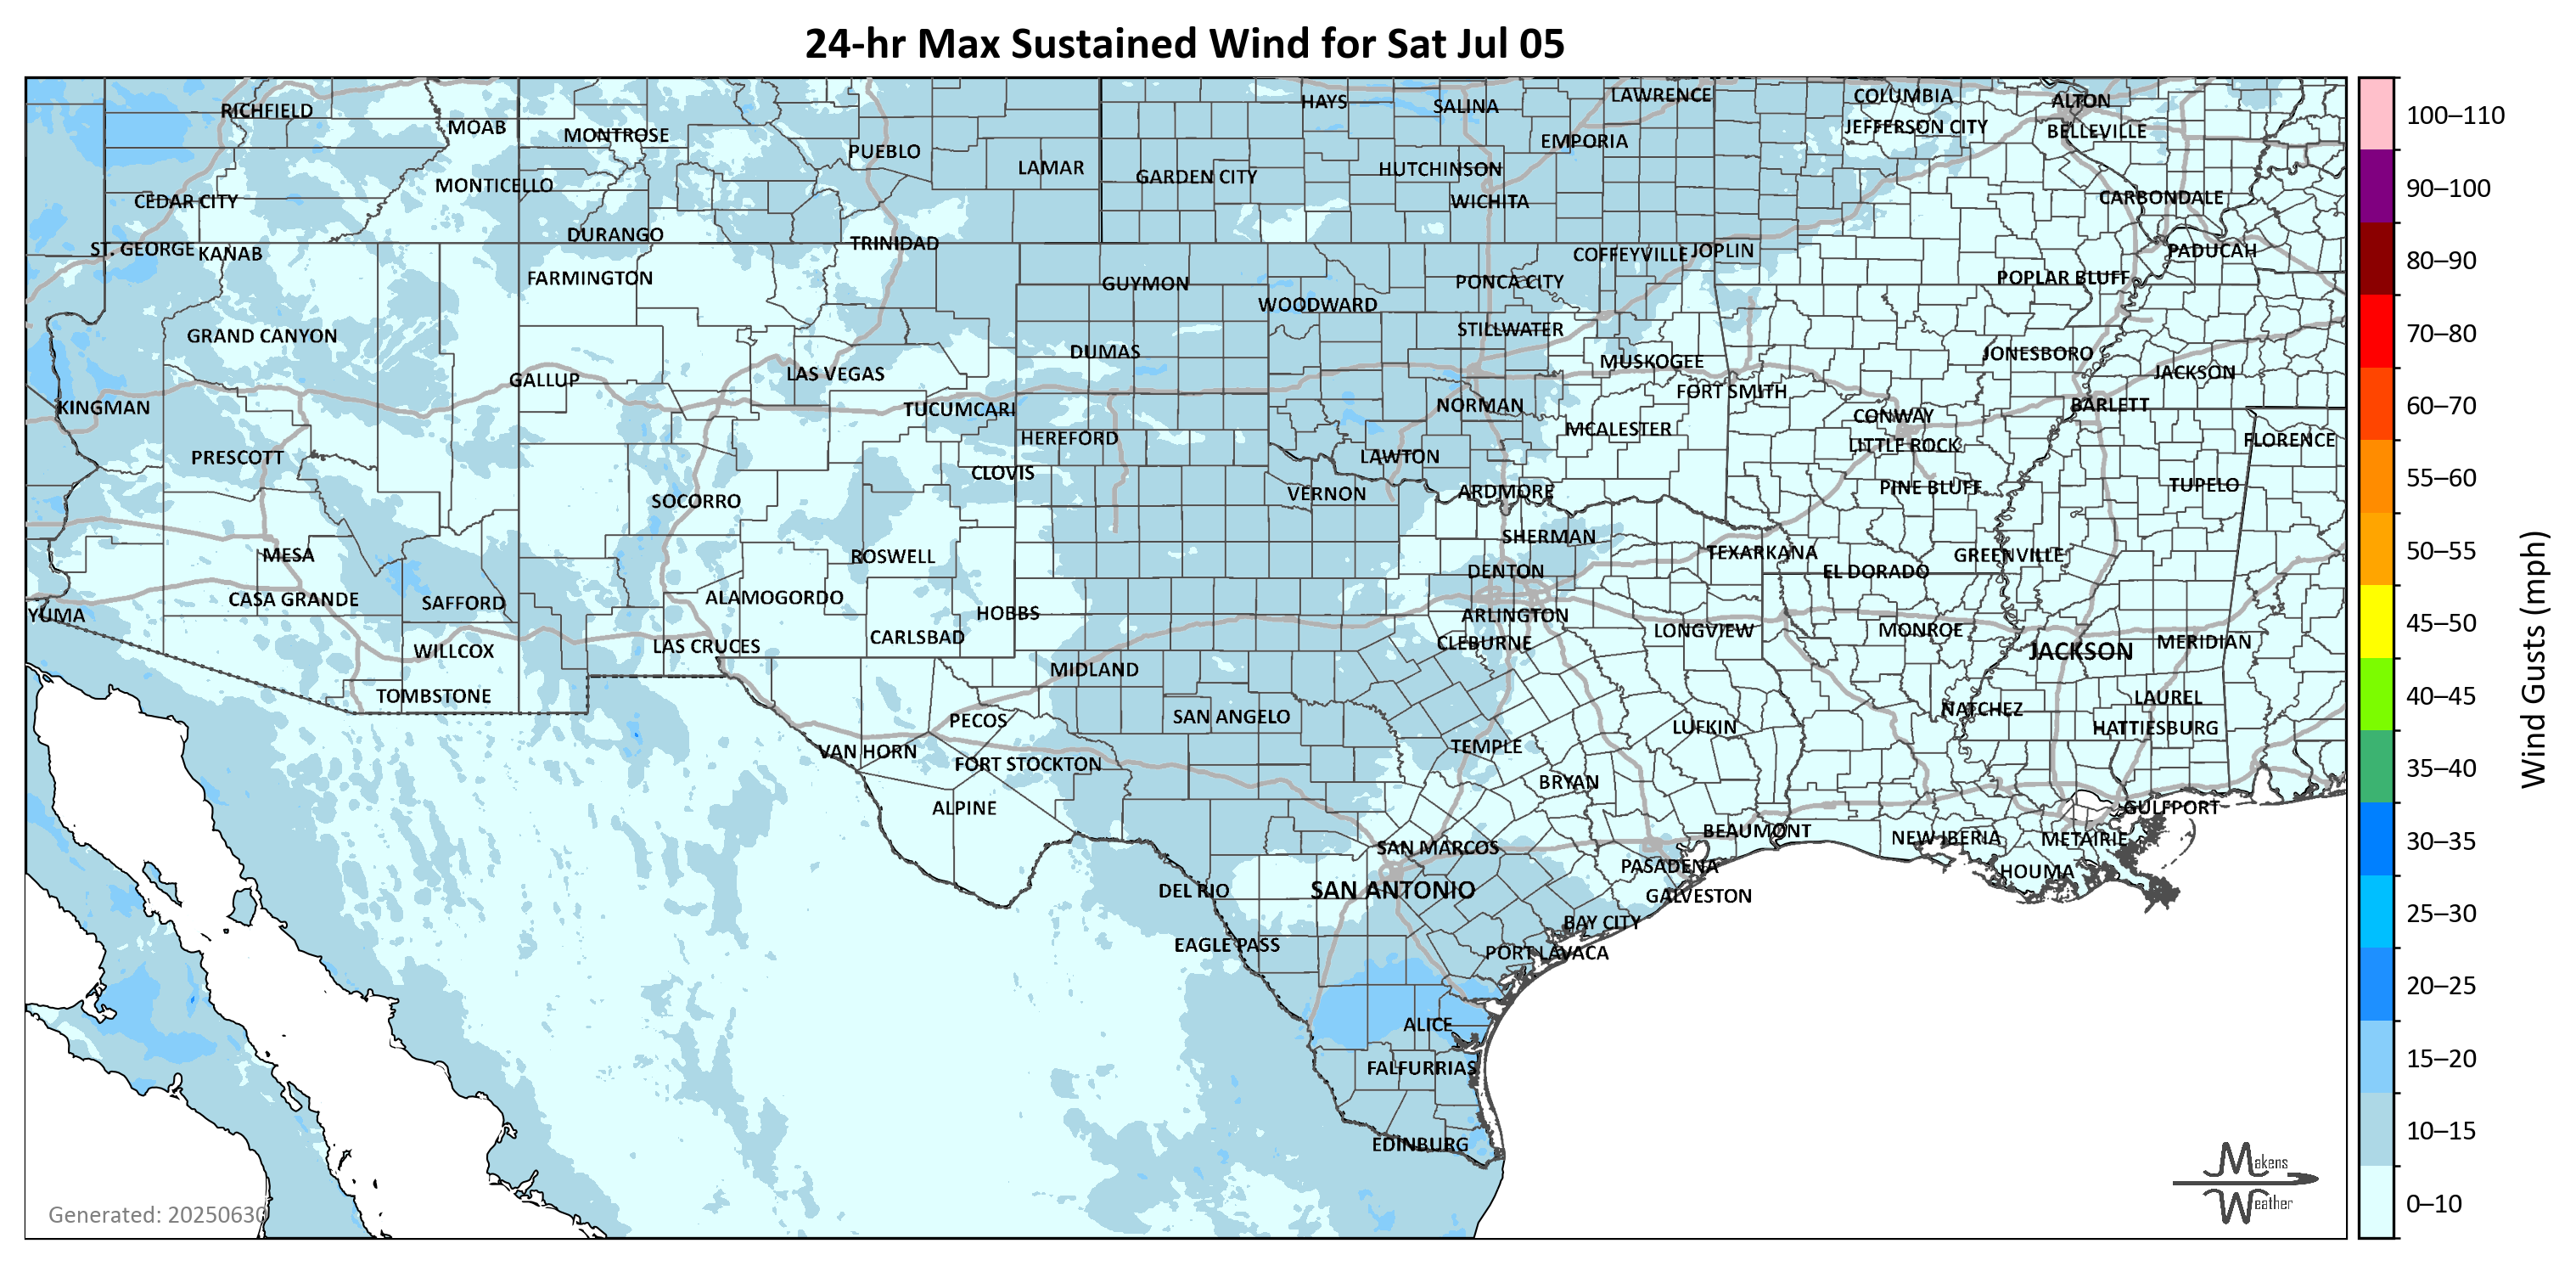 24-hr Max Sustained Wind for Sat Jul 05
RICHFIELD
MOAB
MONTROSE
PUEBLO
LAMAR
HAYS
SALINA
LAWRENCE
COLUMBIA
ALTON
EMPORIA
JEFFERSON CITY
BELLEVILLE
GARDEN CITY
HUTCHINSON
MONTICELLO
CEDAR CITY
WICHITA
CARBONDALE
DURANGO
TRINIDAD
ST. GEORGE
KANAB
COFFEYVILLE
JOPLIN
PADUCAH
FARMINGTON
GUYMON
PONCA CITY
POPLAR BLUFF
WOODWARD
GRAND CANYON
STILLWATER
DUMAS
MUSKOGEE
JONESBORO
GALLUP
LAS VEGAS
FORT SMITH
JACKSON
KINGMAN
TUCUMCARI
NORMAN
CONWAY
BARLETT
HEREFORD
MCALESTER
LITTLE ROCK
FLORENCE
PRESCOTT
CLOVIS
LAWTON
SOCORRO
VERNON
ARDMORE
PINE BLUFF
TUPELO
MESA
ROSWELL
SHERMAN
TEXARKANA
GREENVILLE
CASA GRANDE
SAFFORD
ALAMOGORDO
DENTON
EL DORADO
YUMA
HOBBS
ARLINGTON
LAS CRUCES
CARLSBAD
CLEBURNE
LONGVIEW
MONROE
WILLCOX
MIDLAND
JACKSON
MERIDIAN
TOMBSTONE
PECOS
SAN ANGELO
NATCHEZ
LAUREL
VAN HORN
FORT STOCKTON
TEMPLE
LUFKIN
HATTIESBURG
ALPINE
BRYAN
GULFPORT
SAN MARCOS
BEAUMONT
NEW IBERIA
METAIRIE
DEL RIO
SAN ANTONIO
PASADENA
HOUMA
GALVESTON
EAGLE PASS
BAY CITY
PORT LAVACA
ALICE
FALFURRIAS
EDINBURG
Generated: 20250630
Makens
Weather
100–110
90–100
80–90
70–80
60–70
55–60
50–55
45–50
40–45
35–40
30–35
25–30
20–25
15–20
10–15
0–10
Wind Gusts (mph)